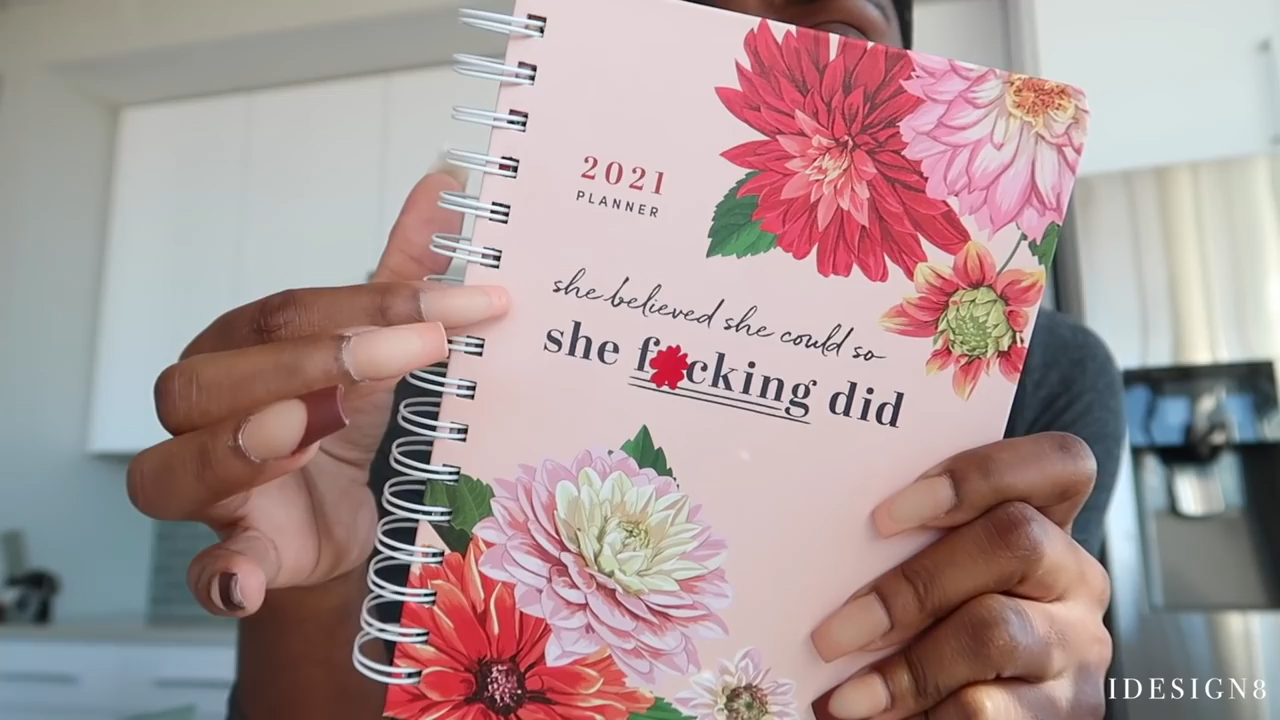 2021
PLANNER
she believed she could so
she f*cking did
IDESIGN8